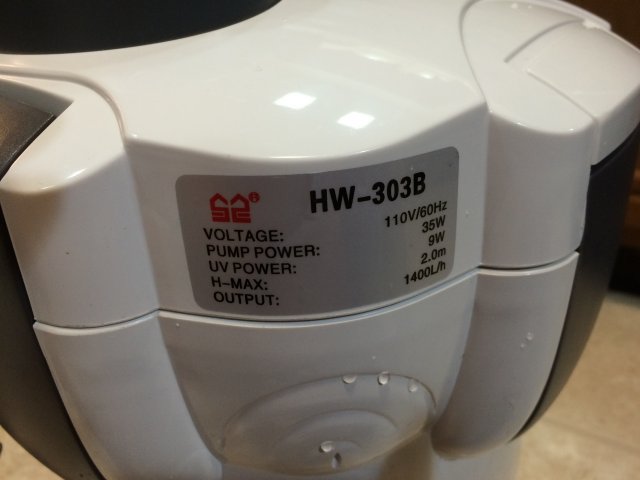 HW-303B
VOLTAGE: 110V/60Hz
PUMP POWER: 35W
UV POWER: 9W
H-MAX: 2.0m
OUTPUT: 1400L/h